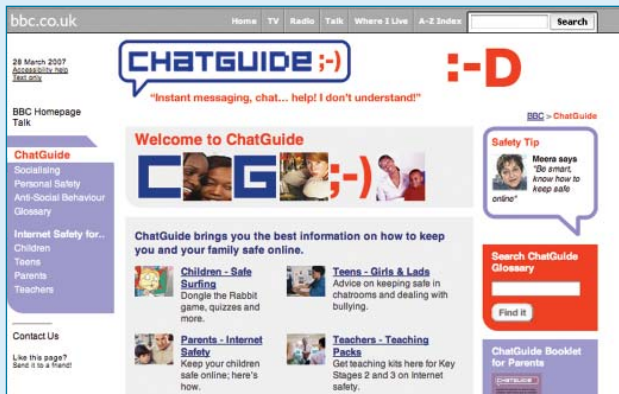 bbc.co.uk
Home TV Radio Talk Where I Live A-Z Index Search
28 March 2007
Accessibility help
Text only
BBC Homepage
Talk
ChatGuide
Socialising
Personal Safety
Anti-Social Behaviour
Glossary
Internet Safety for..
Children
Teens
Parents
Teachers
Contact Us
Like this page?
Send it to a friend!
CHATGUIDE ;-)
:-D
"Instant messaging, chat... help! I don't understand!"
BBC > ChatGuide
Welcome to ChatGuide
C G ;-)
ChatGuide brings you the best information on how to keep
you and your family safe online.
Children - Safe
Surfing
Dongle the Rabbit
game, quizzes and
more.
Teens - Girls & Lads
Advice on keeping safe in
chatrooms and dealing with
bullying.
Parents - Internet
Safety
Keep your children
safe online; here's
how.
Teachers - Teaching
Packs
Get teaching kits here for Key
Stages 2 and 3 on Internet
safety.
Safety Tip
Meera says
"Be smart,
know how to
keep safe
online"
Search ChatGuide
Glossary
Find it
ChatGuide Booklet
for Parents
CHATGUIDE